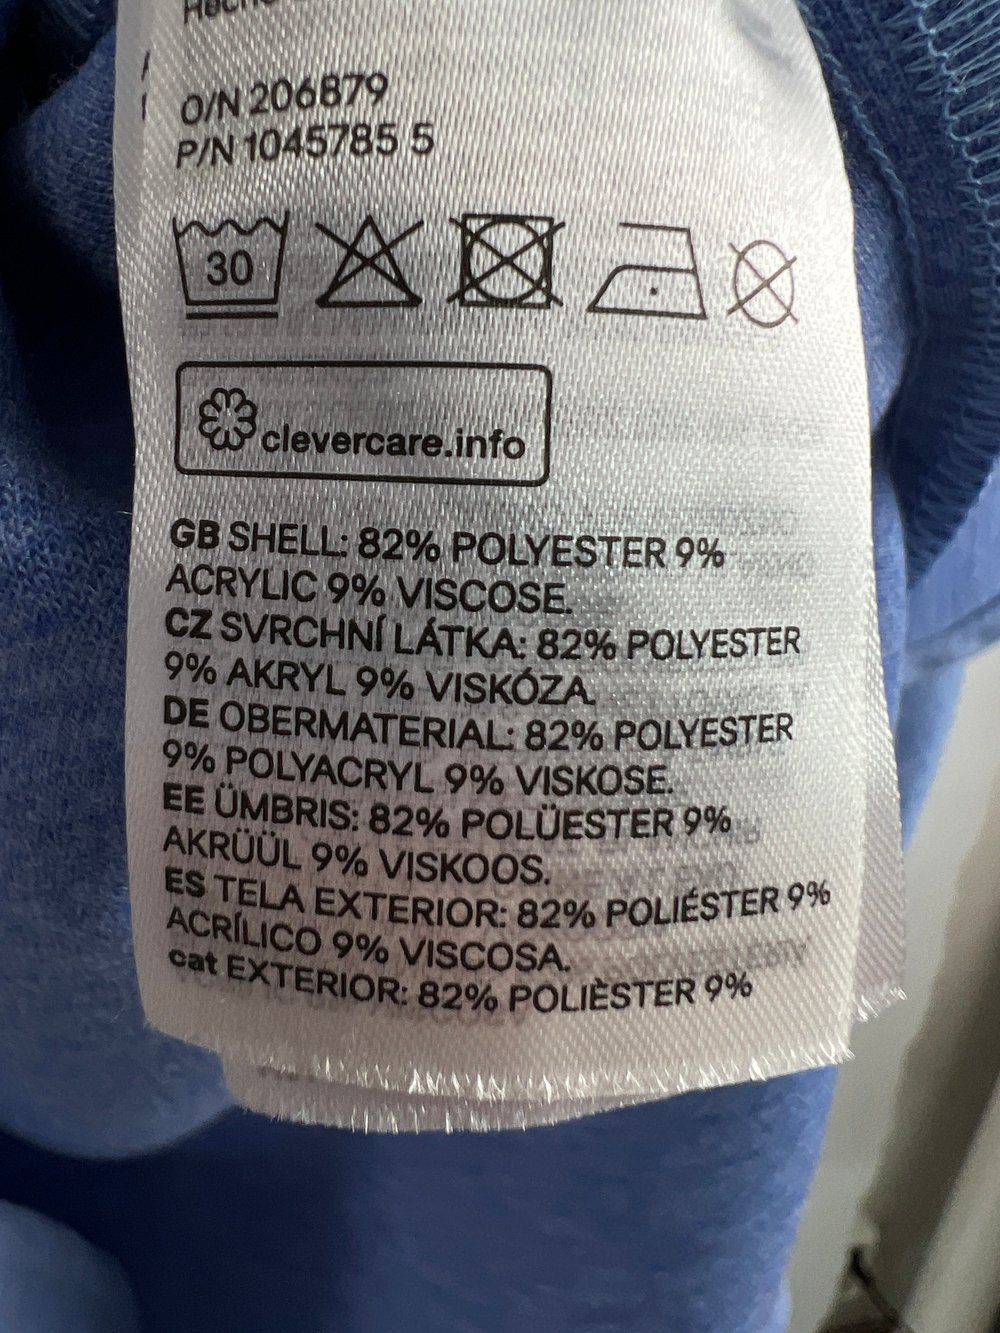 O/N 206879
P/N 1045785 5
30
clevercare.info
GB SHELL: 82% POLYESTER 9%
ACRYLIC 9% VISCOSE.
CZ SVRCHNÍ LÁTKA: 82% POLYESTER
9% AKRYL 9% VISKÓZA.
DE OBERMATERIAL: 82% POLYESTER
9% POLYACRYL 9% VISKOSE.
EE ÜMBRIS: 82% POLÜESTER 9%
AKRÜÜL 9% VISKOOS.
ES TELA EXTERIOR: 82% POLIÉSTER 9%
ACRÍLICO 9% VISCOSA.
cat EXTERIOR: 82% POLIÈSTER 9%